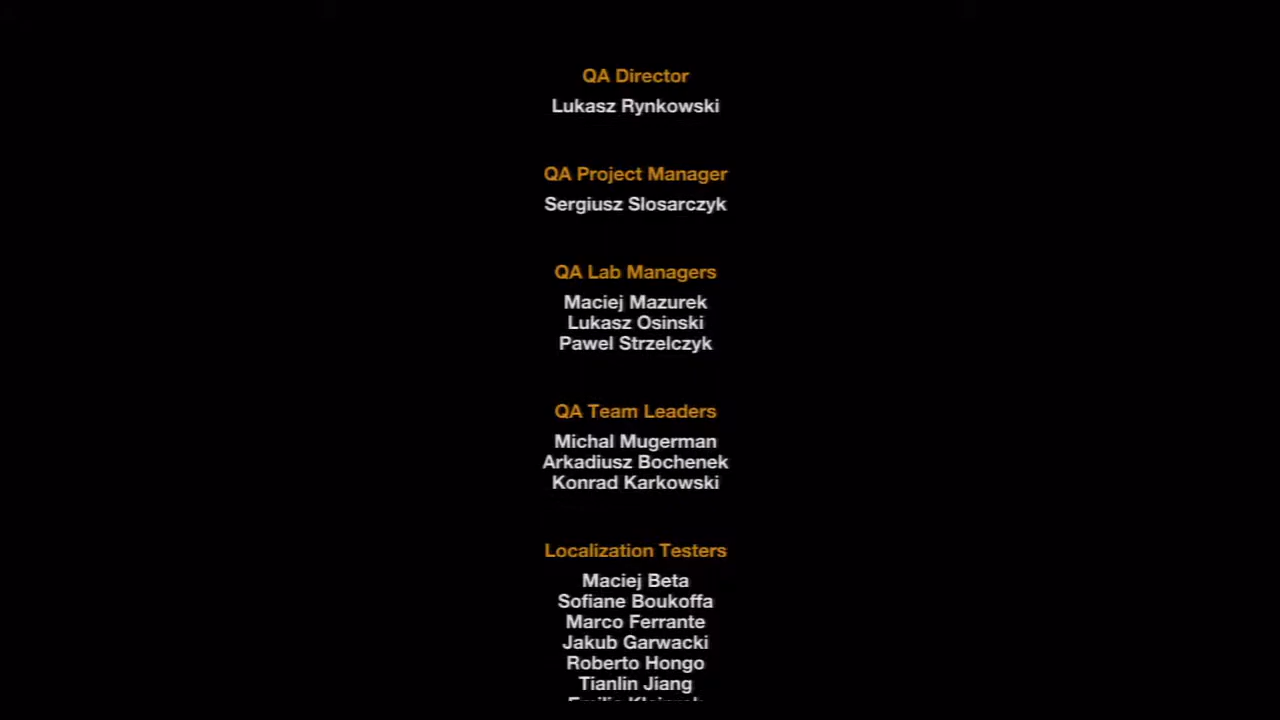 QA Director
Lukasz Rynkowski
QA Project Manager
Sergiusz Slosarczyk
QA Lab Managers
Maciej Mazurek
Lukasz Osinski
Pawel Strzelczyk
QA Team Leaders
Michal Mugerman
Arkadiusz Bochenek
Konrad Karkowski
Localization Testers
Maciej Beta
Sofiane Boukoffa
Marco Ferrante
Jakub Garwacki
Roberto Hongo
Tianlin Jiang